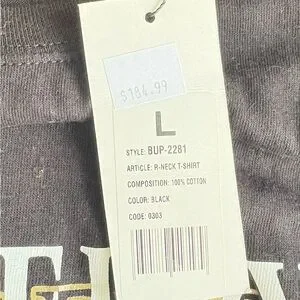 $184.99
L
STYLE: BUP-2281
ARTICLE: R-NECK T-SHIRT
COMPOSITION: 100% COTTON
COLOR: BLACK
CODE: 0303